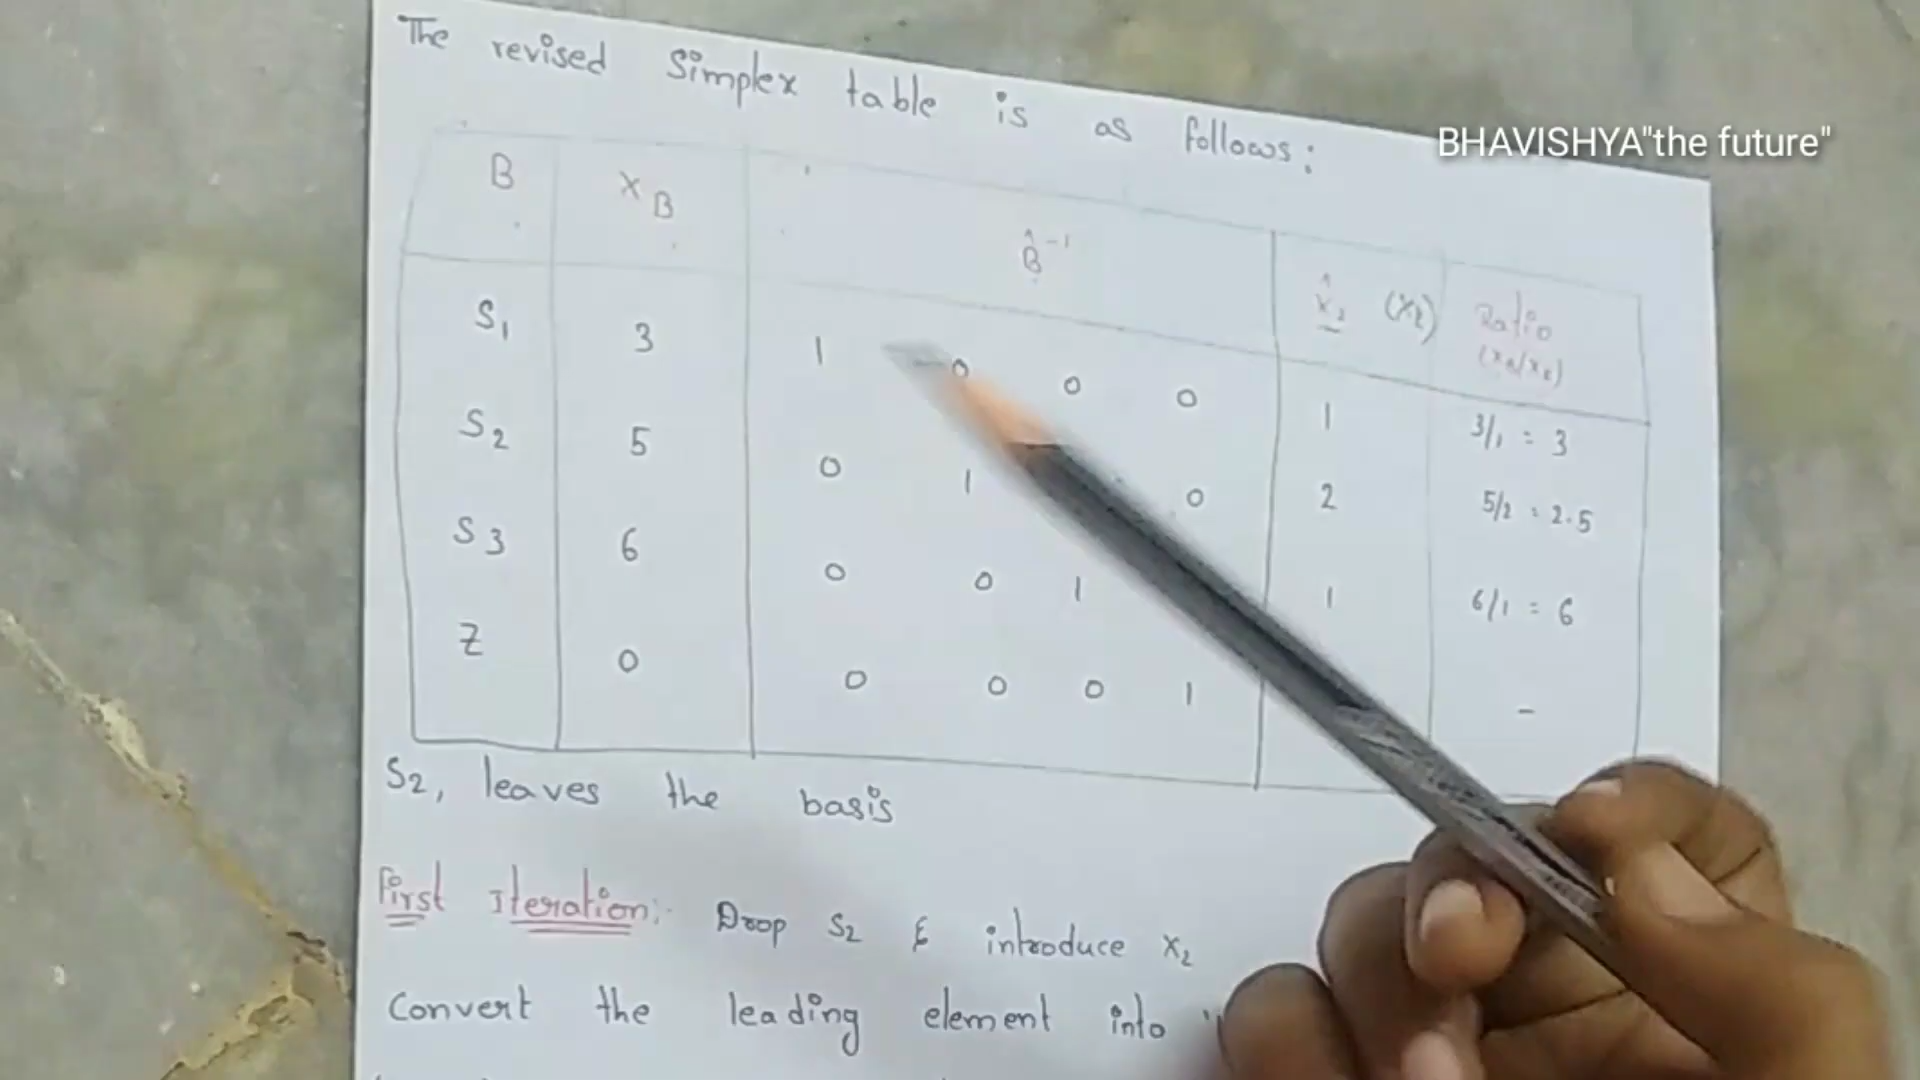 The revised Simplex table is as follows:
BHAVISHYA"the future"
B X B B̂ -1 x̂ 2 (X2) Ratio
(xB/x2)
S1 3 1 0 0 0 1 3/1 = 3
S2 5 0 1 0 2 5/2 = 2.5
S3 6 0 0 1 1 6/1 = 6
Z 0 0 0 0 1 -
S2, leaves the basis
First Iteration:- Drop S2 & introduce X2
Convert the leading element into